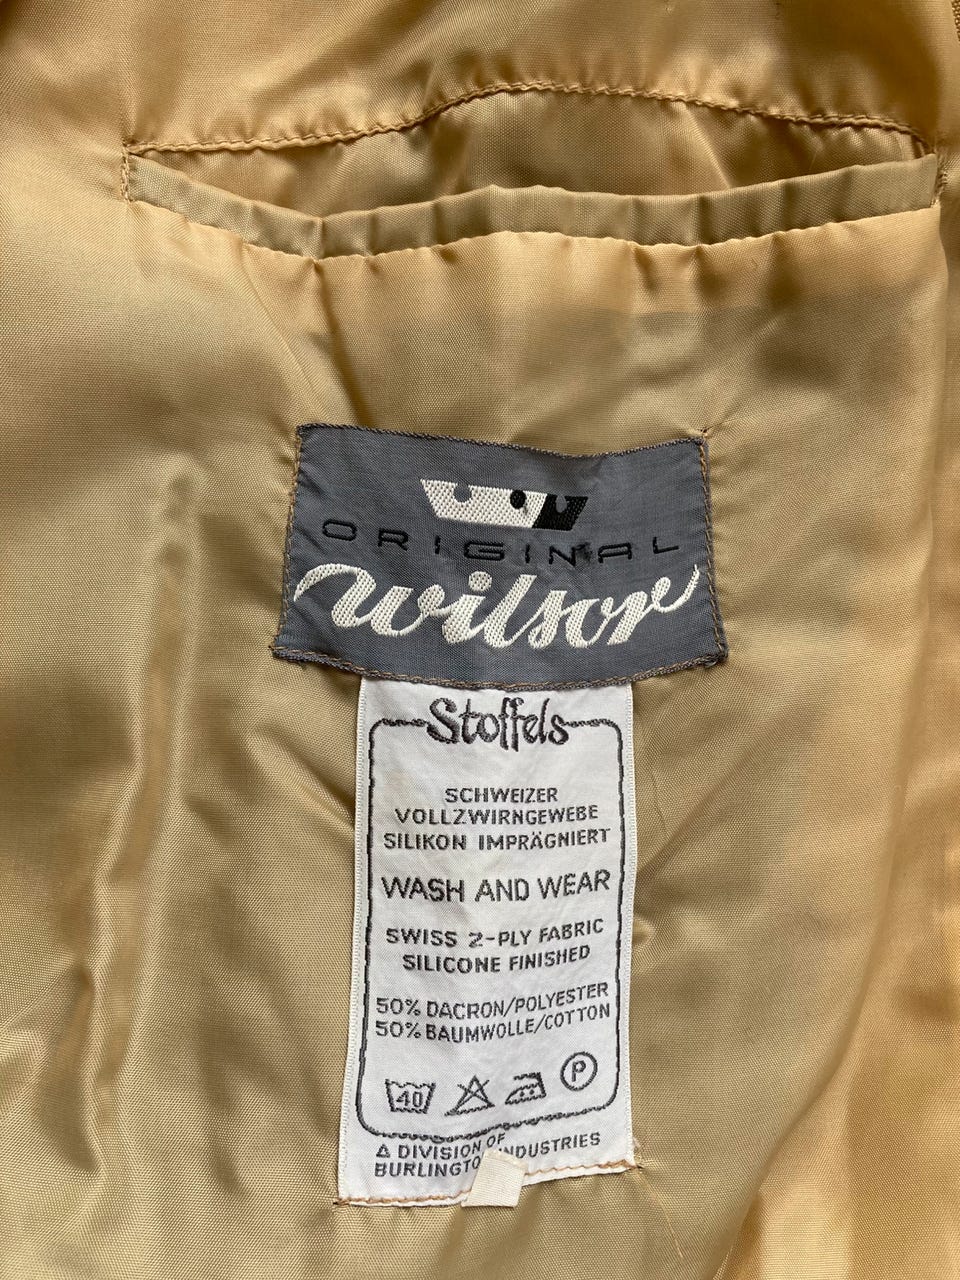 ORIGINAL
Wilson
Stoffels
SCHWEIZER
VOLLZWIRNGEWEBE
SILIKON IMPRÄGNIERT
WASH AND WEAR
SWISS 2-PLY FABRIC
SILICONE FINISHED
50% DACRON/POLYESTER
50% BAUMWOLLE/COTTON
40 P
A DIVISION OF
BURLINGTON INDUSTRIES